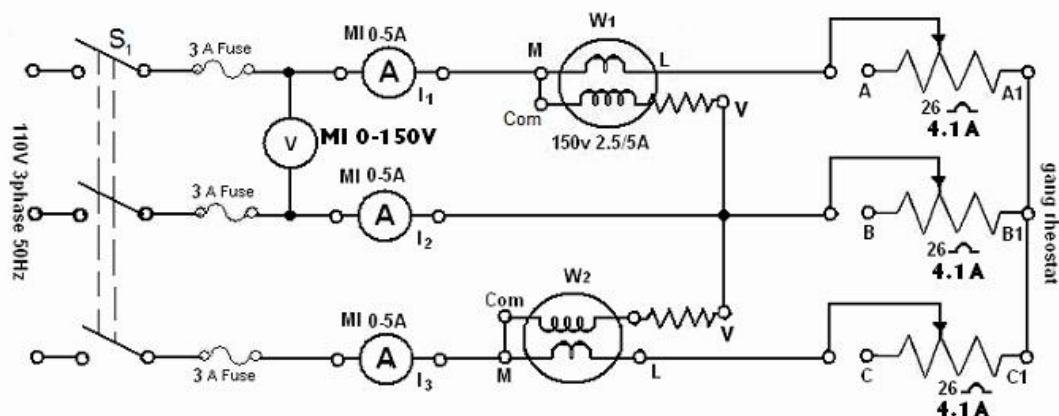 110V 3phase 50Hz
S1
3 A Fuse
MI 0-5A
A
I1
M
W1
L
Com
V
150v 2.5/5A
A
A1
26
4.1A
V
MI 0-150V
3 A Fuse
MI 0-5A
A
I2
B
B1
26
4.1A
gang rheostat
3 A Fuse
MI 0-5A
A
I3
Com
W2
M
L
V
C
C1
26
4.1A